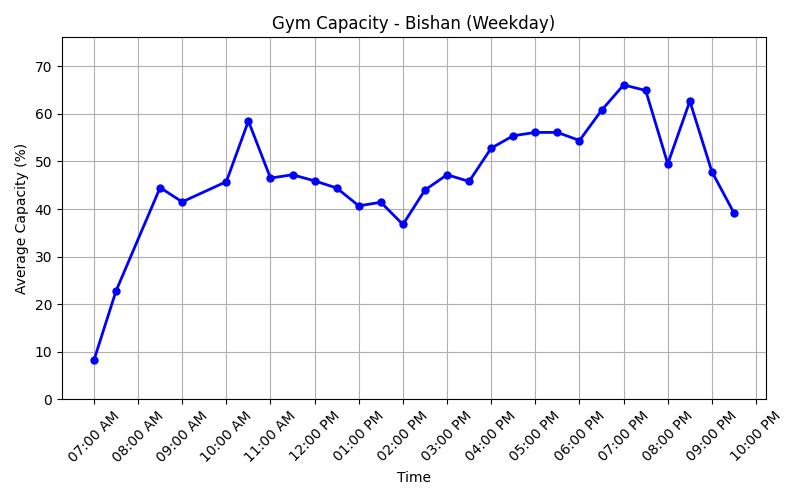 Gym Capacity - Bishan (Weekday)
Average Capacity (%)
70
60
50
40
30
20
10
0
07:00 AM
08:00 AM
09:00 AM
10:00 AM
11:00 AM
12:00 PM
01:00 PM
02:00 PM
03:00 PM
04:00 PM
05:00 PM
06:00 PM
07:00 PM
08:00 PM
09:00 PM
10:00 PM
Time